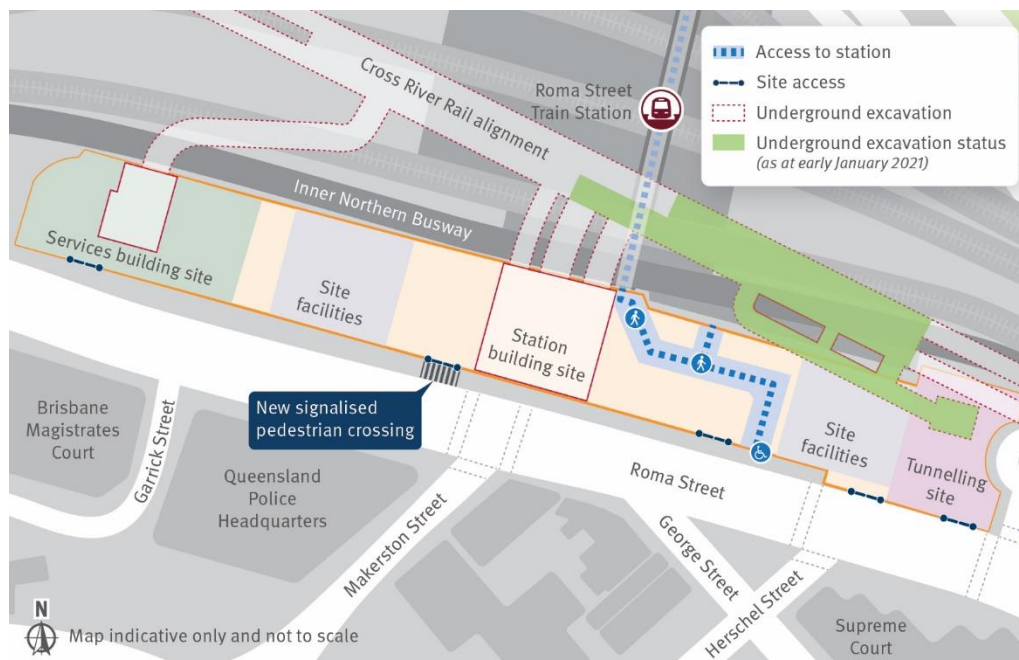 Access to station
Site access
Underground excavation
Underground excavation status
(as at early January 2021)
Roma Street
Train Station
Cross River Rail alignment
Inner Northern Busway
Services building site
Site
facilities
Station
building site
New signalised
pedestrian crossing
Site
facilities
Tunnelling
site
Brisbane
Magistrates
Court
Garrick Street
Queensland
Police
Headquarters
Makerston Street
Roma Street
George Street
Herschel Street
Supreme
Court
N
Map indicative only and not to scale